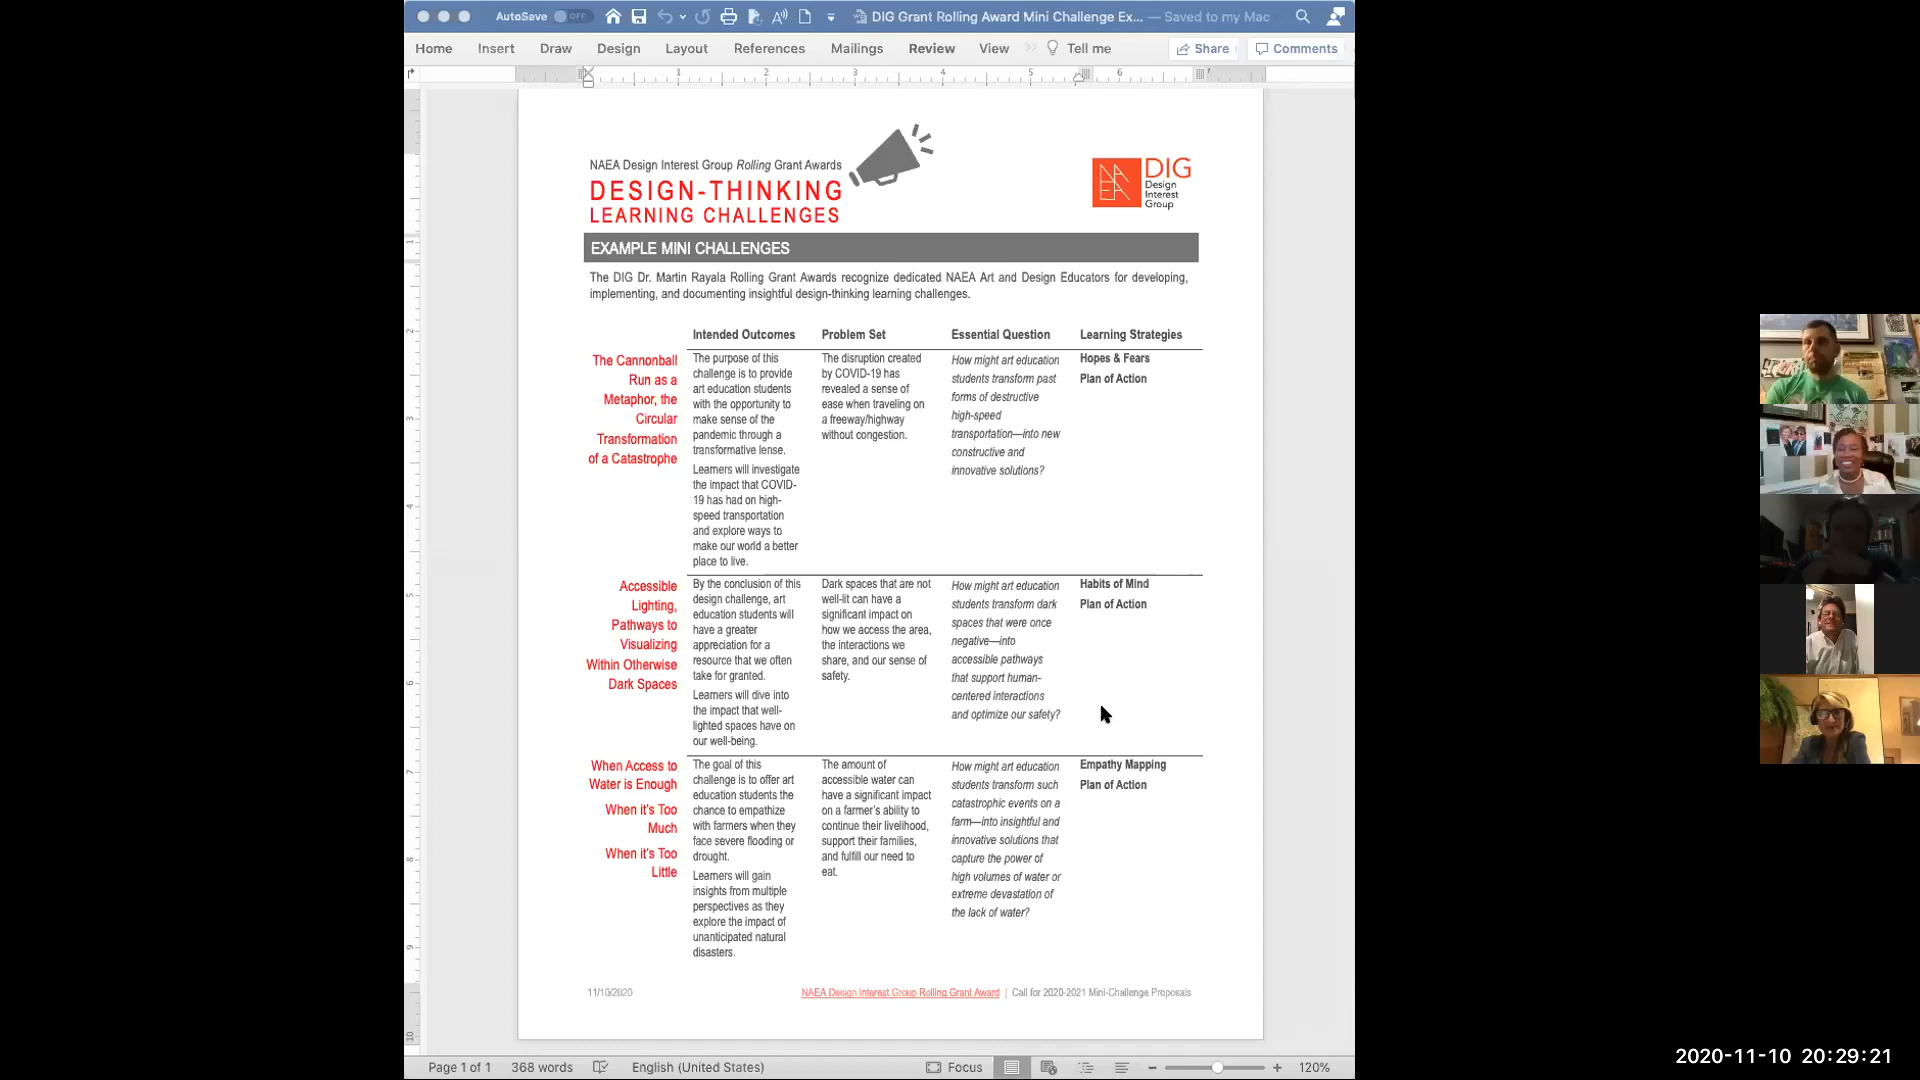 AutoSave OFF DIG Grant Rolling Award Mini Challenge Ex... — Saved to my Mac
Home Insert Draw Design Layout References Mailings Review View Tell me Share Comments
1 2 3 4 5 6 7
NAEA Design Interest Group Rolling Grant Awards
DESIGN-THINKING
LEARNING CHALLENGES
NAEA
DIG
Design
Interest
Group
EXAMPLE MINI CHALLENGES
The DIG Dr. Martin Rayala Rolling Grant Awards recognize dedicated NAEA Art and Design Educators for developing,
implementing, and documenting insightful design-thinking learning challenges.
Intended Outcomes Problem Set Essential Question Learning Strategies
The Cannonball
Run as a
Metaphor, the
Circular
Transformation
of a Catastrophe
The purpose of this
challenge is to provide
art education students
with the opportunity to
make sense of the
pandemic through a
transformative lense.
Learners will investigate
the impact that COVID-
19 has had on high-
speed transportation
and explore ways to
make our world a better
place to live.
The disruption created
by COVID-19 has
revealed a sense of
ease when traveling on
a freeway/highway
without congestion.
How might art education
students transform past
forms of destructive
high-speed
transportation—into new
constructive and
innovative solutions?
Hopes & Fears
Plan of Action
Accessible
Lighting,
Pathways to
Visualizing
Within Otherwise
Dark Spaces
By the conclusion of this
design challenge, art
education students will
have a greater
appreciation for a
resource that we often
take for granted.
Learners will dive into
the impact that well-
lighted spaces have on
our well-being.
Dark spaces that are not
well-lit can have a
significant impact on
how we access the area,
the interactions we
share, and our sense of
safety.
How might art education
students transform dark
spaces that were once
negative—into
accessible pathways
that support human-
centered interactions
and optimize our safety?
Habits of Mind
Plan of Action
When Access to
Water is Enough
When it's Too
Much
When it's Too
Little
The goal of this
challenge is to offer art
education students the
chance to empathize
with farmers when they
face severe flooding or
drought.
Learners will gain
insights from multiple
perspectives as they
explore the impact of
unanticipated natural
disasters.
The amount of
accessible water can
have a significant impact
on a farmer's ability to
continue their livelihood,
support their families,
and fulfill our need to
eat.
How might art education
students transform such
catastrophic events on a
farm—into insightful and
innovative solutions that
capture the power of
high volumes of water or
extreme devastation of
the lack of water?
Empathy Mapping
Plan of Action
11/10/2020 NAEA Design Interest Group Rolling Grant Award | Call for 2020-2021 Mini-Challenge Proposals
Page 1 of 1 368 words English (United States) Focus 120%
2020-11-10 20:29:21